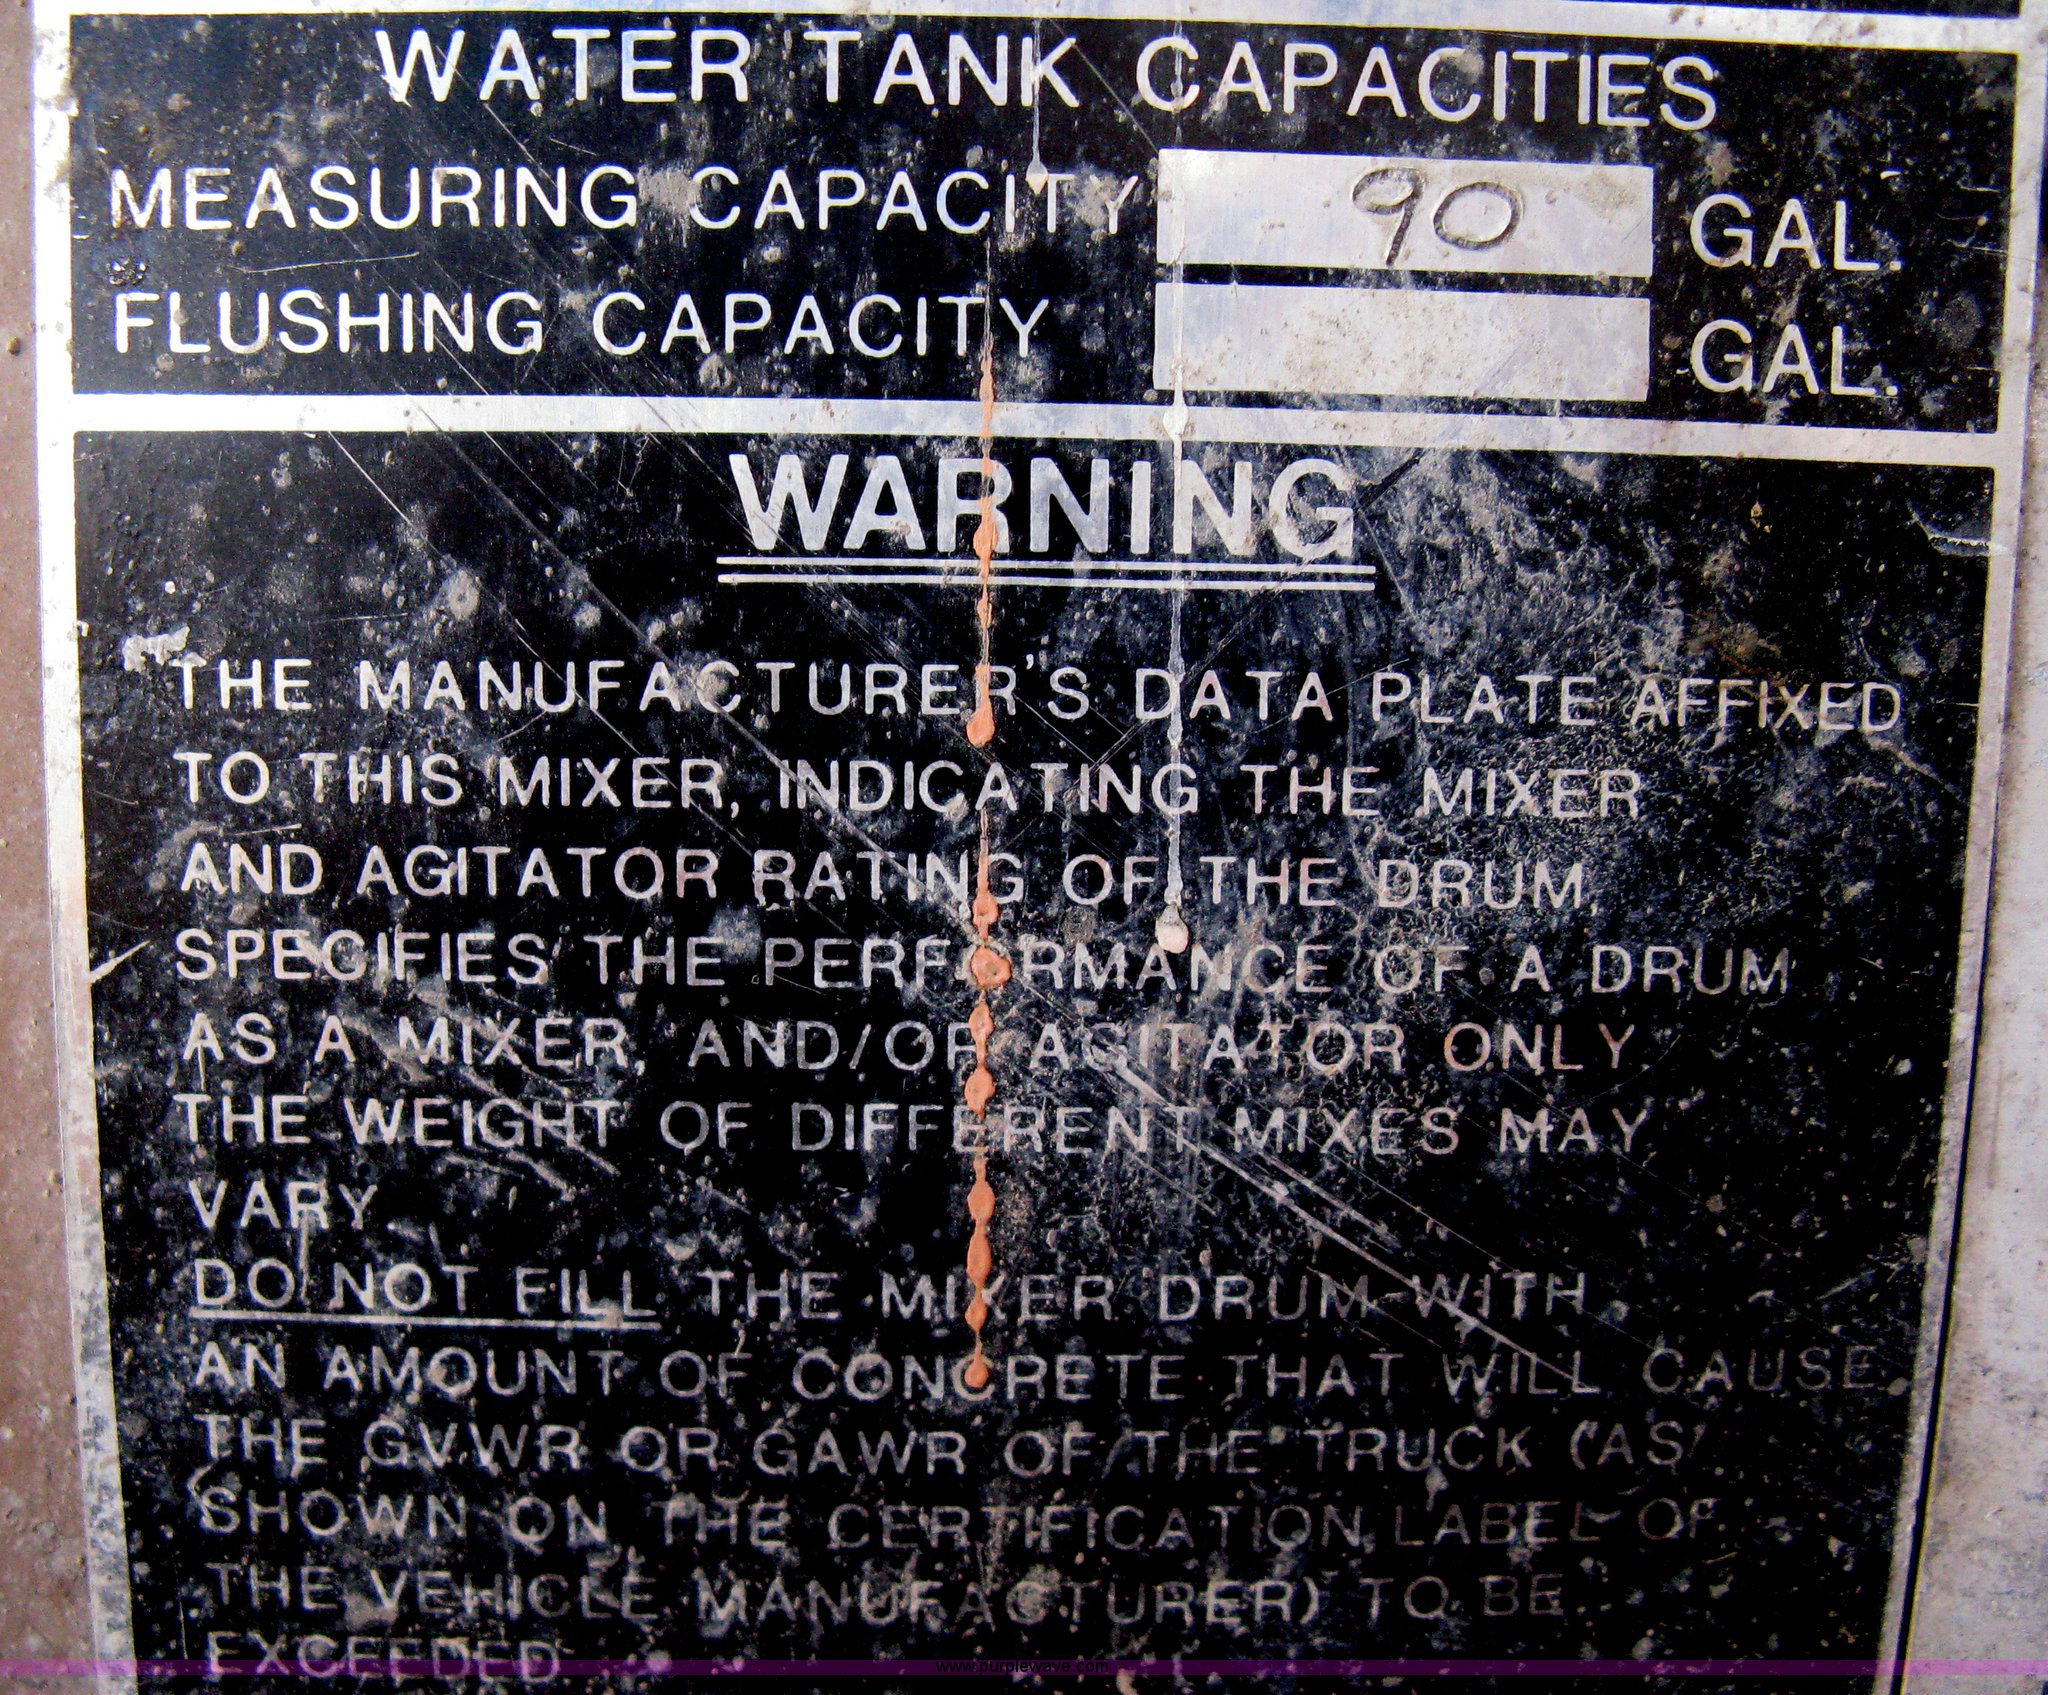 WATER TANK CAPACITIES
MEASURING CAPACITY 90 GAL.
FLUSHING CAPACITY GAL.
WARNING
THE MANUFACTURER'S DATA PLATE AFFIXED
TO THIS MIXER, INDICATING THE MIXER
AND AGITATOR RATING OF THE DRUM,
SPECIFIES THE PERFORMANCE OF A DRUM
AS A MIXER, AND/OR AGITATOR ONLY.
THE WEIGHT OF DIFFERENT MIXES MAY
VARY.
DO NOT FILL THE MIXER DRUM WITH
AN AMOUNT OF CONCRETE THAT WILL CAUSE
THE GVWR OR GAWR OF THE TRUCK (AS
SHOWN ON THE CERTIFICATION LABEL OF
THE VEHICLE MANUFACTURER) TO BE
EXCEEDED
www.purplewave.com